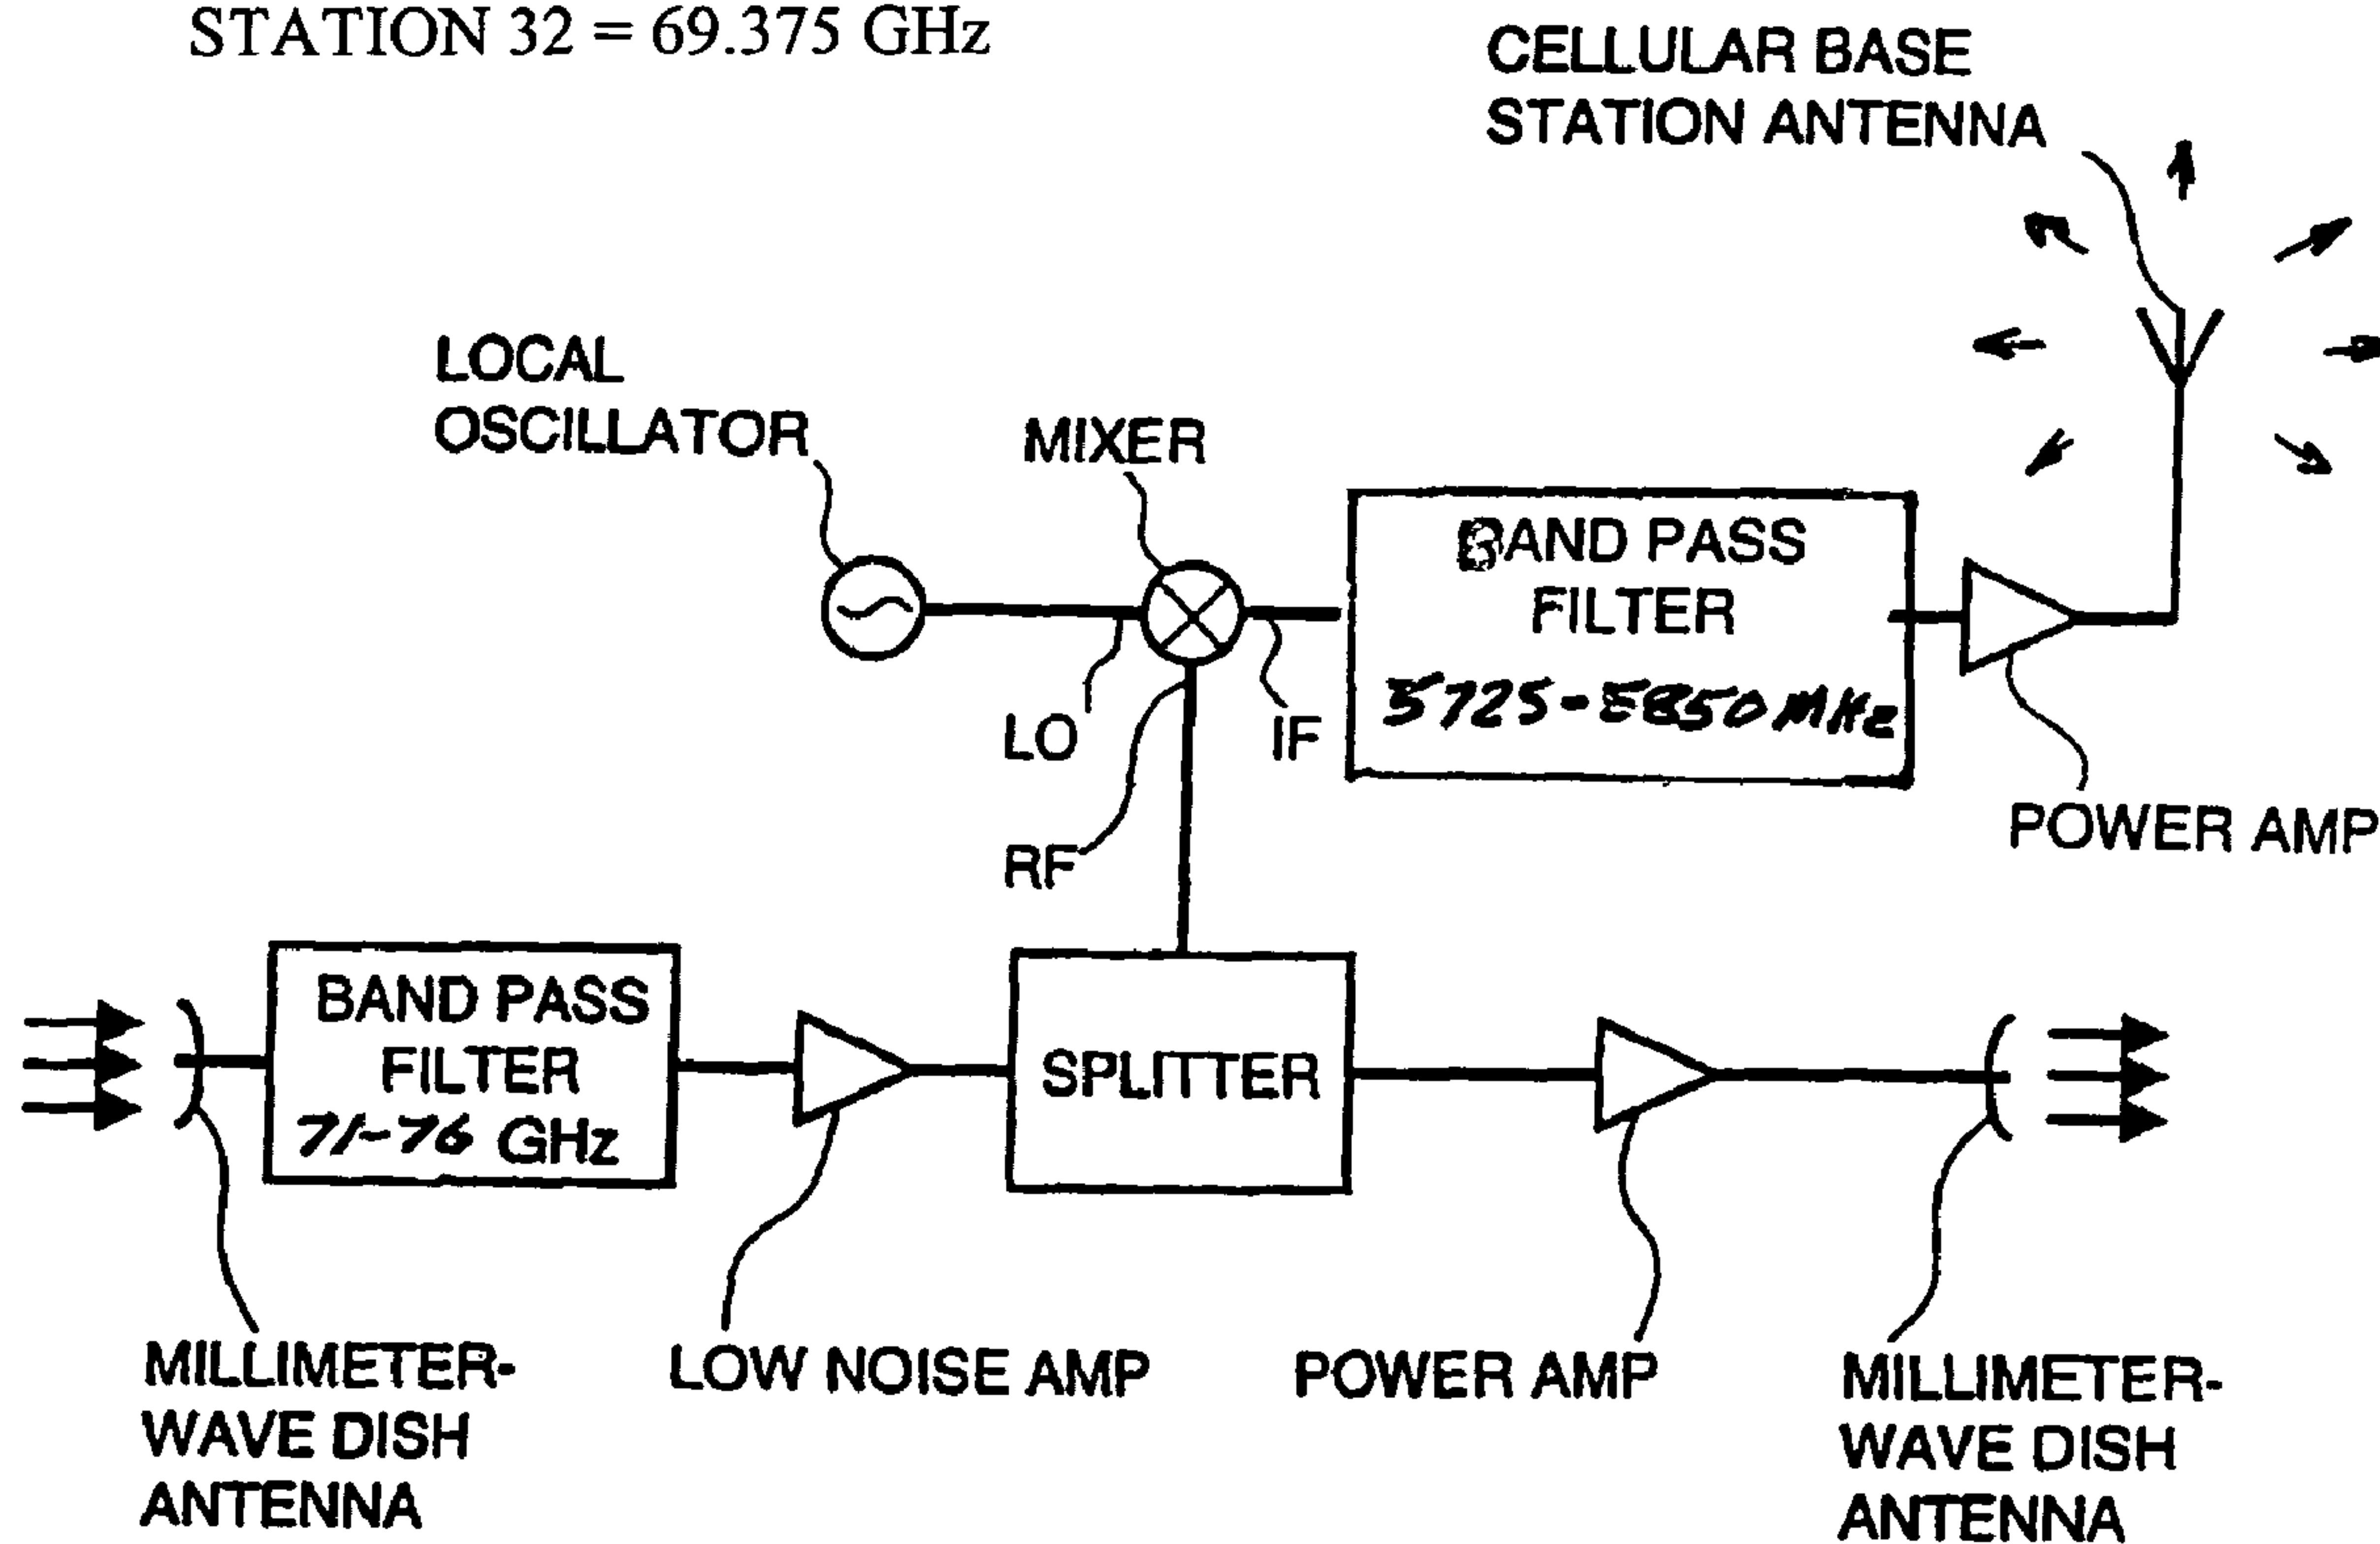 STATION 32 = 69.375 GHz
CELLULAR BASE
STATION ANTENNA
LOCAL
OSCILLATOR
MIXER
BAND PASS
FILTER
5725-5850 MHz
LO
IF
RF
POWER AMP
BAND PASS
FILTER
71-76 GHz
SPLITTER
MILLIMETER-
WAVE DISH
ANTENNA
LOW NOISE AMP
POWER AMP
MILLIMETER-
WAVE DISH
ANTENNA